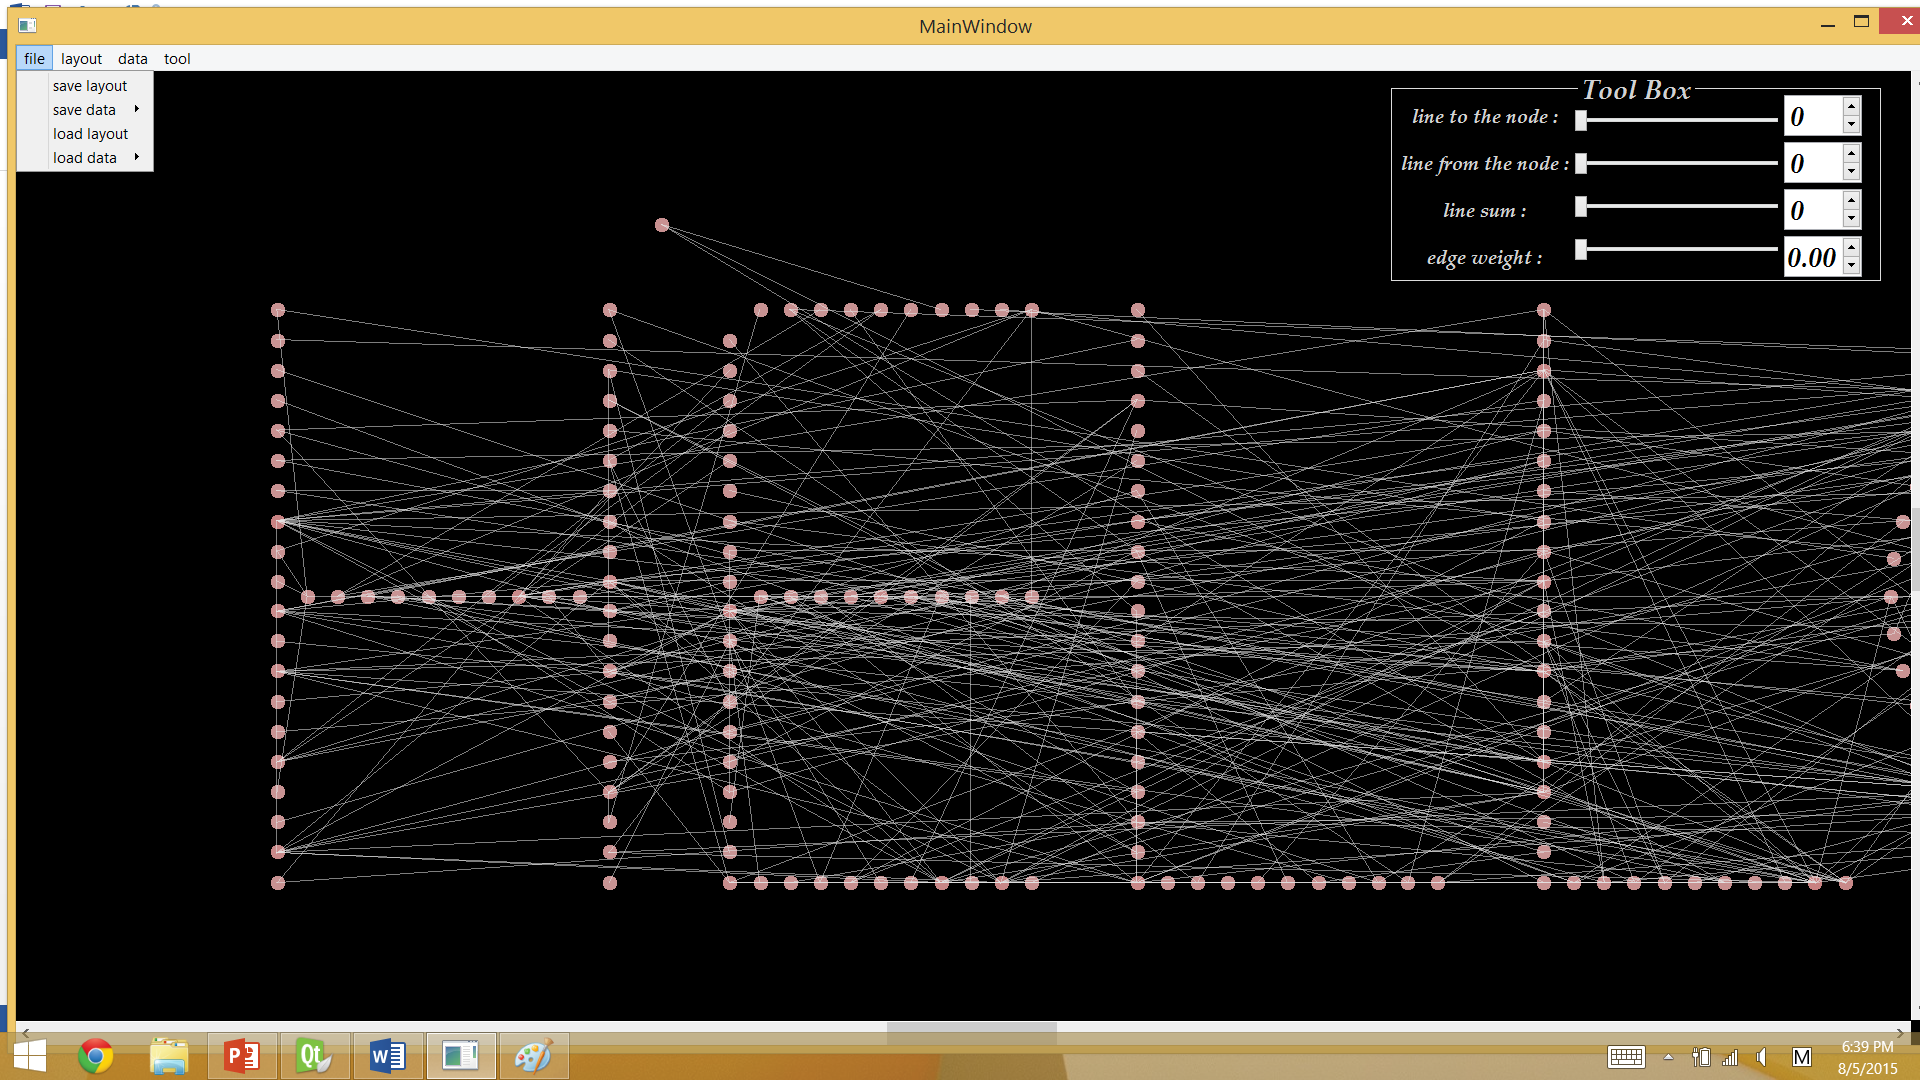 MainWindow
file layout data tool
save layout
save data
load layout
load data
Tool Box
line to the node : 0
line from the node : 0
line sum : 0
edge weight : 0.00
P
Qt
W
M
6:39 PM
8/5/2015